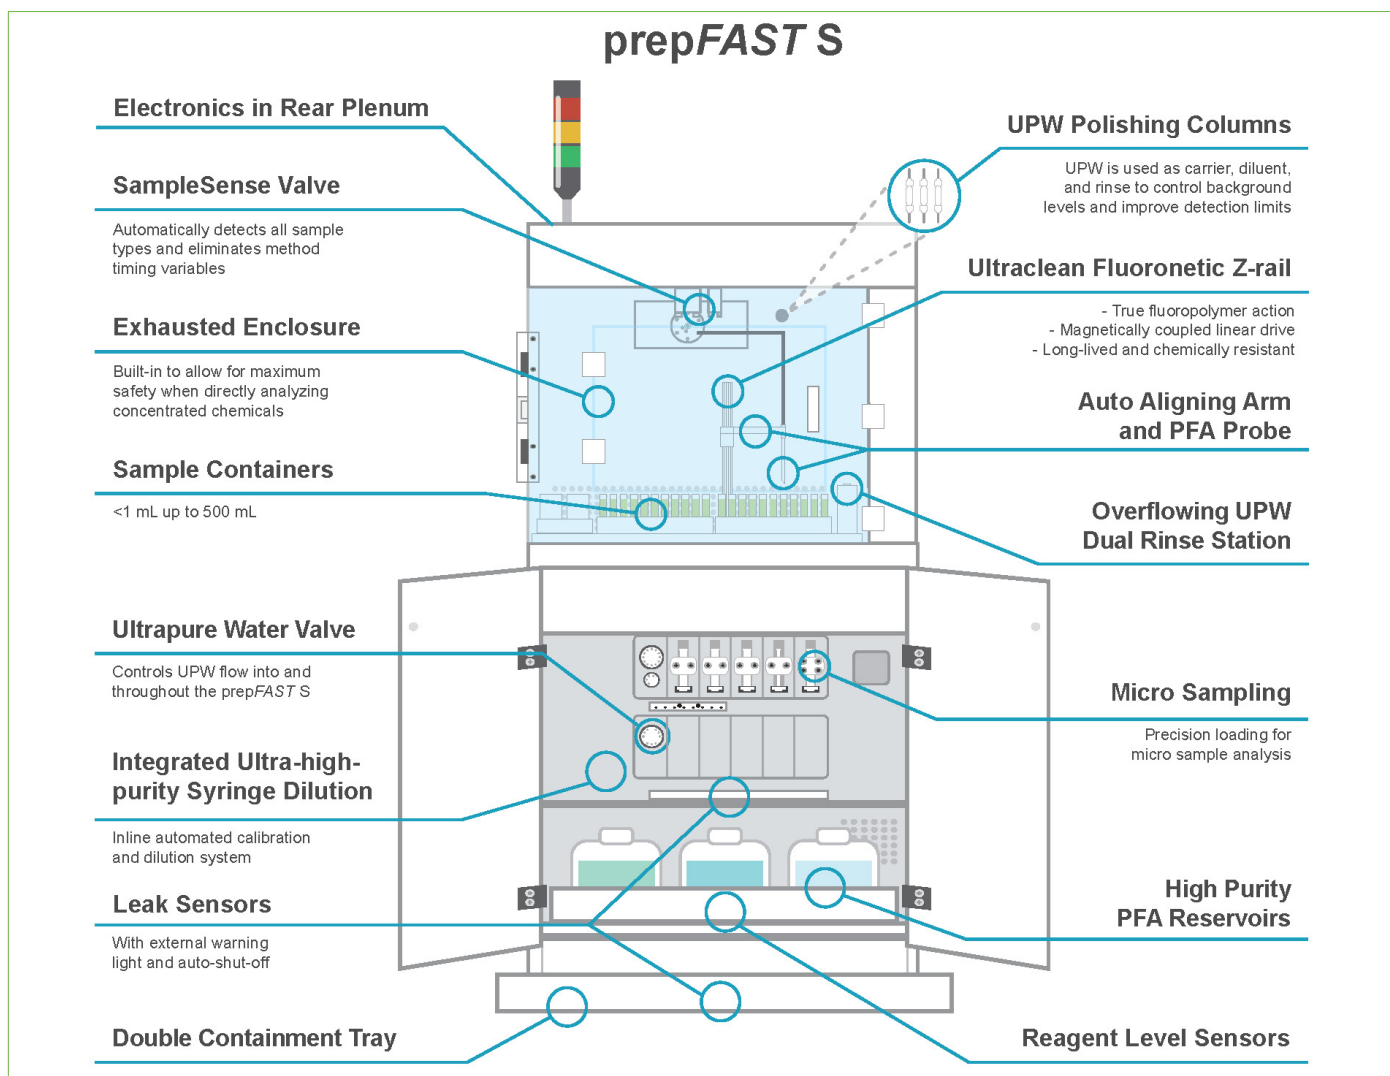 prepFAST S
Electronics in Rear Plenum
SampleSense Valve
Automatically detects all sample
types and eliminates method
timing variables
Exhausted Enclosure
Built-in to allow for maximum
safety when directly analyzing
concentrated chemicals
Sample Containers
<1 mL up to 500 mL
Ultrapure Water Valve
Controls UPW flow into and
throughout the prepFAST S
Integrated Ultra-high-
purity Syringe Dilution
Inline automated calibration
and dilution system
Leak Sensors
With external warning
light and auto-shut-off
Double Containment Tray
UPW Polishing Columns
UPW is used as carrier, diluent,
and rinse to control background
levels and improve detection limits
Ultraclean Fluoronetic Z-rail
- True fluoropolymer action
- Magnetically coupled linear drive
- Long-lived and chemically resistant
Auto Aligning Arm
and PFA Probe
Overflowing UPW
Dual Rinse Station
Micro Sampling
Precision loading for
micro sample analysis
High Purity
PFA Reservoirs
Reagent Level Sensors